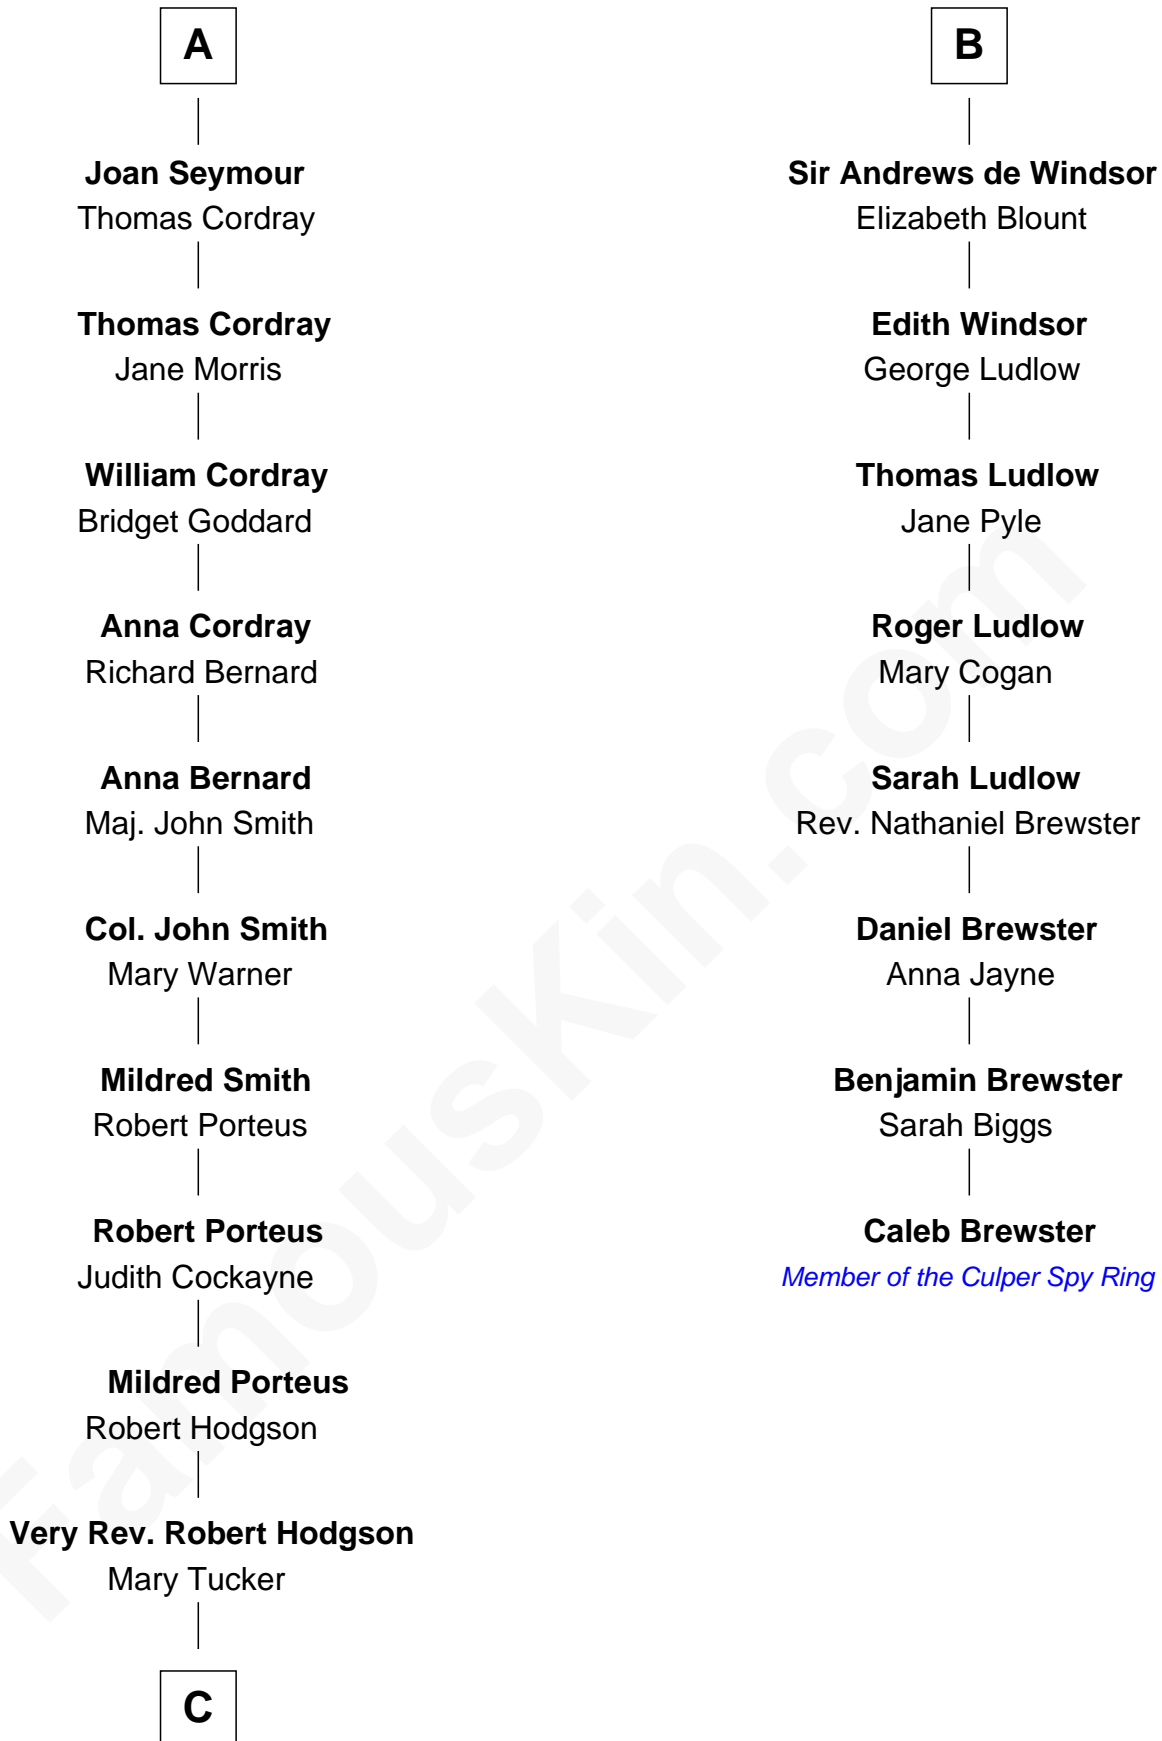 A
Joan Seymour
Thomas Cordray
Thomas Cordray
Jane Morris
William Cordray
Bridget Goddard
Anna Cordray
Richard Bernard
Anna Bernard
Maj. John Smith
Col. John Smith
Mary Warner
Mildred Smith
Robert Porteus
Robert Porteus
Judith Cockayne
Mildred Porteus
Robert Hodgson
Very Rev. Robert Hodgson
Mary Tucker
C
B
Sir Andrews de Windsor
Elizabeth Blount
Edith Windsor
George Ludlow
Thomas Ludlow
Jane Pyle
Roger Ludlow
Mary Cogan
Sarah Ludlow
Rev. Nathaniel Brewster
Daniel Brewster
Anna Jayne
Benjamin Brewster
Sarah Biggs
Caleb Brewster
Member of the Culper Spy Ring
FamousKin.com